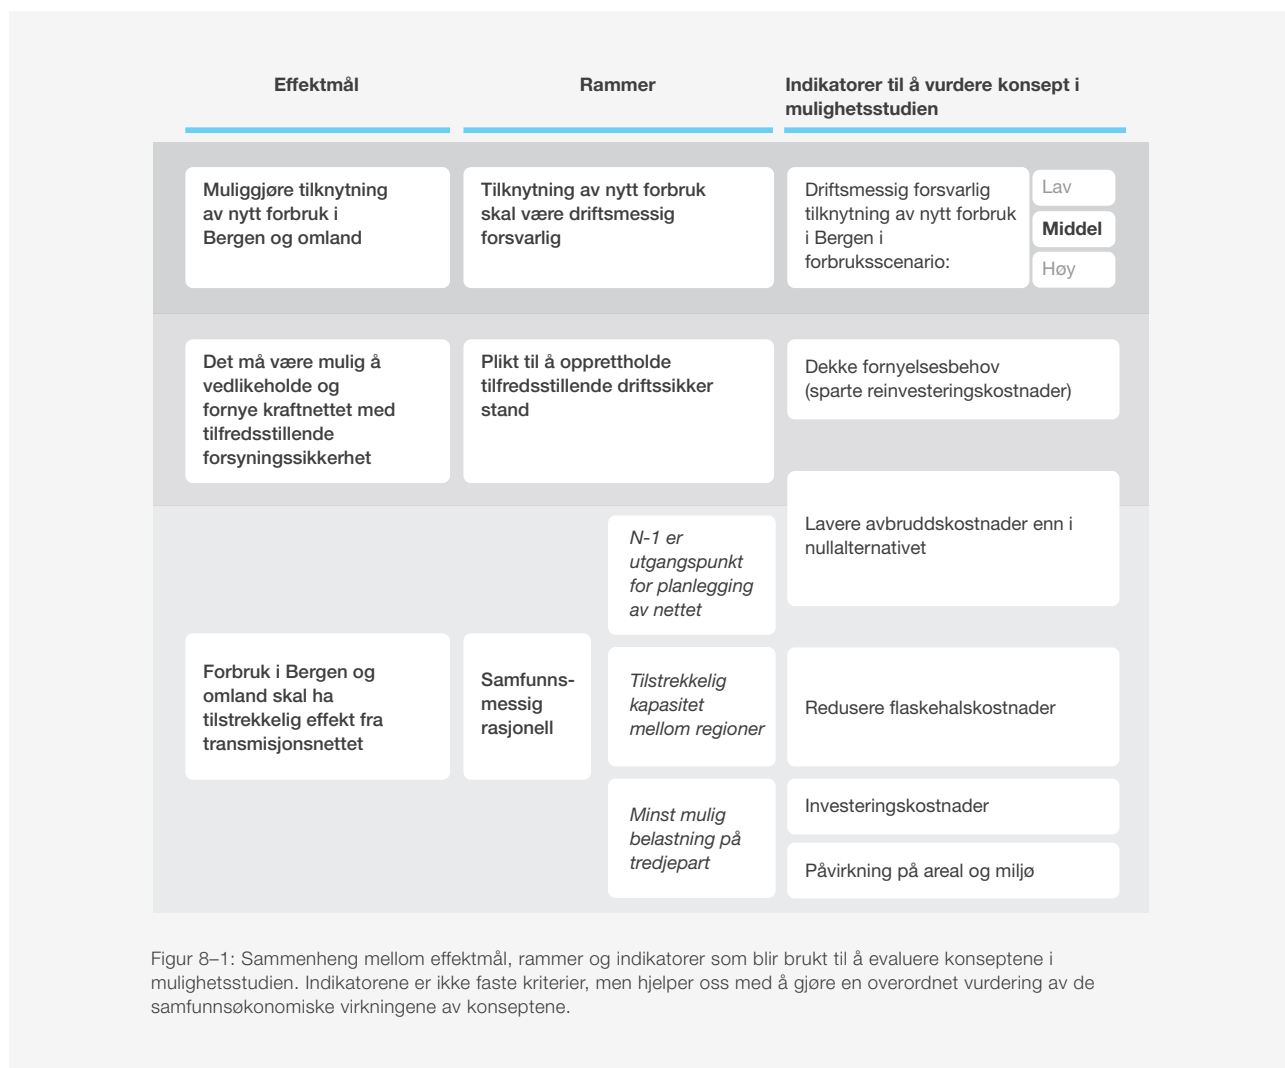 Effektmål
Rammer
Indikatorer til å vurdere konsept i
mulighetsstudien
Muliggjøre tilknytning
av nytt forbruk i
Bergen og omland
Tilknytning av nytt forbruk
skal være driftsmessig
forsvarlig
Driftsmessig forsvarlig
tilknytning av nytt forbruk
i Bergen i
forbruksscenario:
Lav
Middel
Høy
Det må være mulig å
vedlikeholde og
fornye kraftnettet med
tilfredsstillende
forsyningssikkerhet
Plikt til å opprettholde
tilfredsstillende driftssikker
stand
Dekke fornyelsesbehov
(sparte reinvesteringskostnader)
Lavere avbruddskostnader enn i
nullalternativet
Forbruk i Bergen og
omland skal ha
tilstrekkelig effekt fra
transmisjonsnettet
Samfunns-
messig
rasjonell
N-1 er
utgangspunkt
for planlegging
av nettet
Tilstrekkelig
kapasitet
mellom regioner
Redusere flaskehalskostnader
Minst mulig
belastning på
tredjepart
Investeringskostnader
Påvirkning på areal og miljø
Figur 8–1: Sammenheng mellom effektmål, rammer og indikatorer som blir brukt til å evaluere konseptene i
mulighetsstudien. Indikatorene er ikke faste kriterier, men hjelper oss med å gjøre en overordnet vurdering av de
samfunnsøkonomiske virkningene av konseptene.